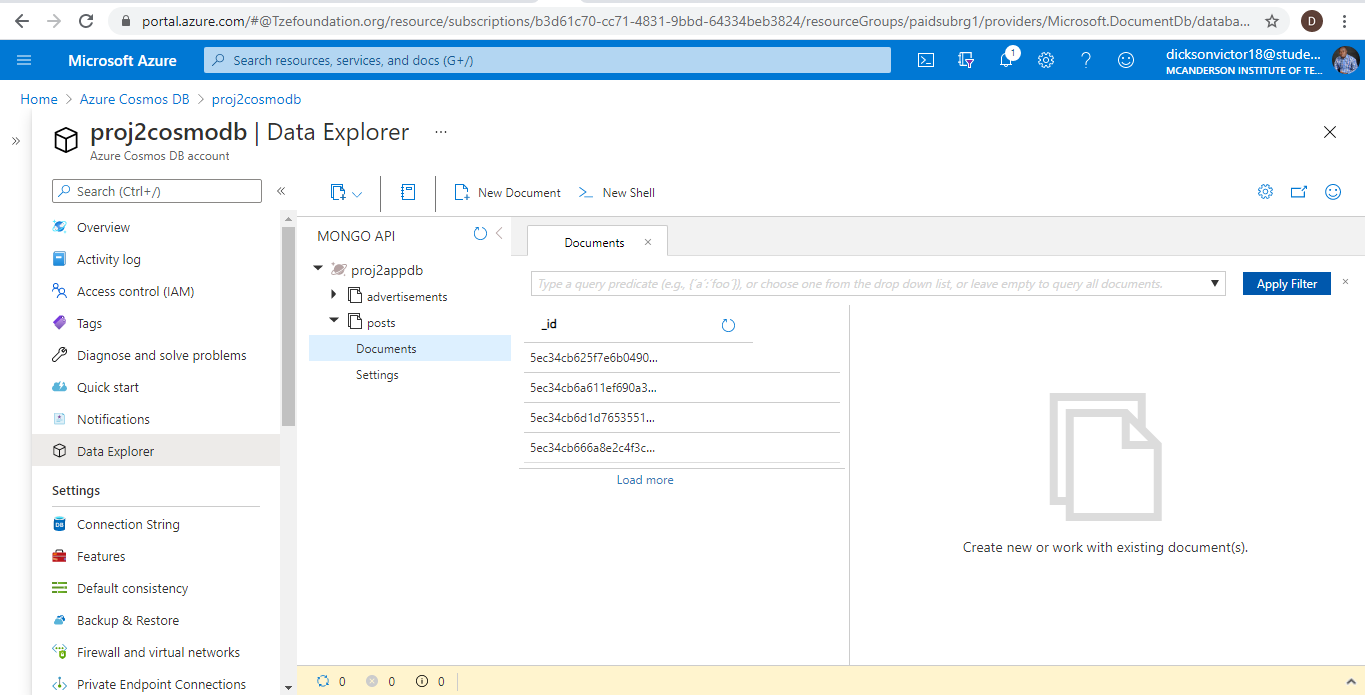 portal.azure.com/#@Tzefoundation.org/resource/subscriptions/b3d61c70-cc71-4831-9bbd-64334beb3824/resourceGroups/paidsubrg1/providers/Microsoft.DocumentDb/databa...
D
Microsoft Azure
Search resources, services, and docs (G+/)
1
dicksonvictor18@stude...
MCANDERSON INSTITUTE OF TE...
Home > Azure Cosmos DB > proj2cosmodb
proj2cosmodb | Data Explorer ...
Azure Cosmos DB account
Search (Ctrl+/)
Overview
Activity log
Access control (IAM)
Tags
Diagnose and solve problems
Quick start
Notifications
Data Explorer
Settings
Connection String
Features
Default consistency
Backup & Restore
Firewall and virtual networks
Private Endpoint Connections
New Document
New Shell
MONGO API
proj2appdb
advertisements
posts
Documents
Settings
Documents
Type a query predicate (e.g., {´a´:´foo´}), or choose one from the drop down list, or leave empty to query all documents.
Apply Filter
_id
5ec34cb625f7e6b0490...
5ec34cb6a611ef690a3...
5ec34cb6d1d7653551...
5ec34cb666a8e2c4f3c...
Load more
Create new or work with existing document(s).
0 0 0